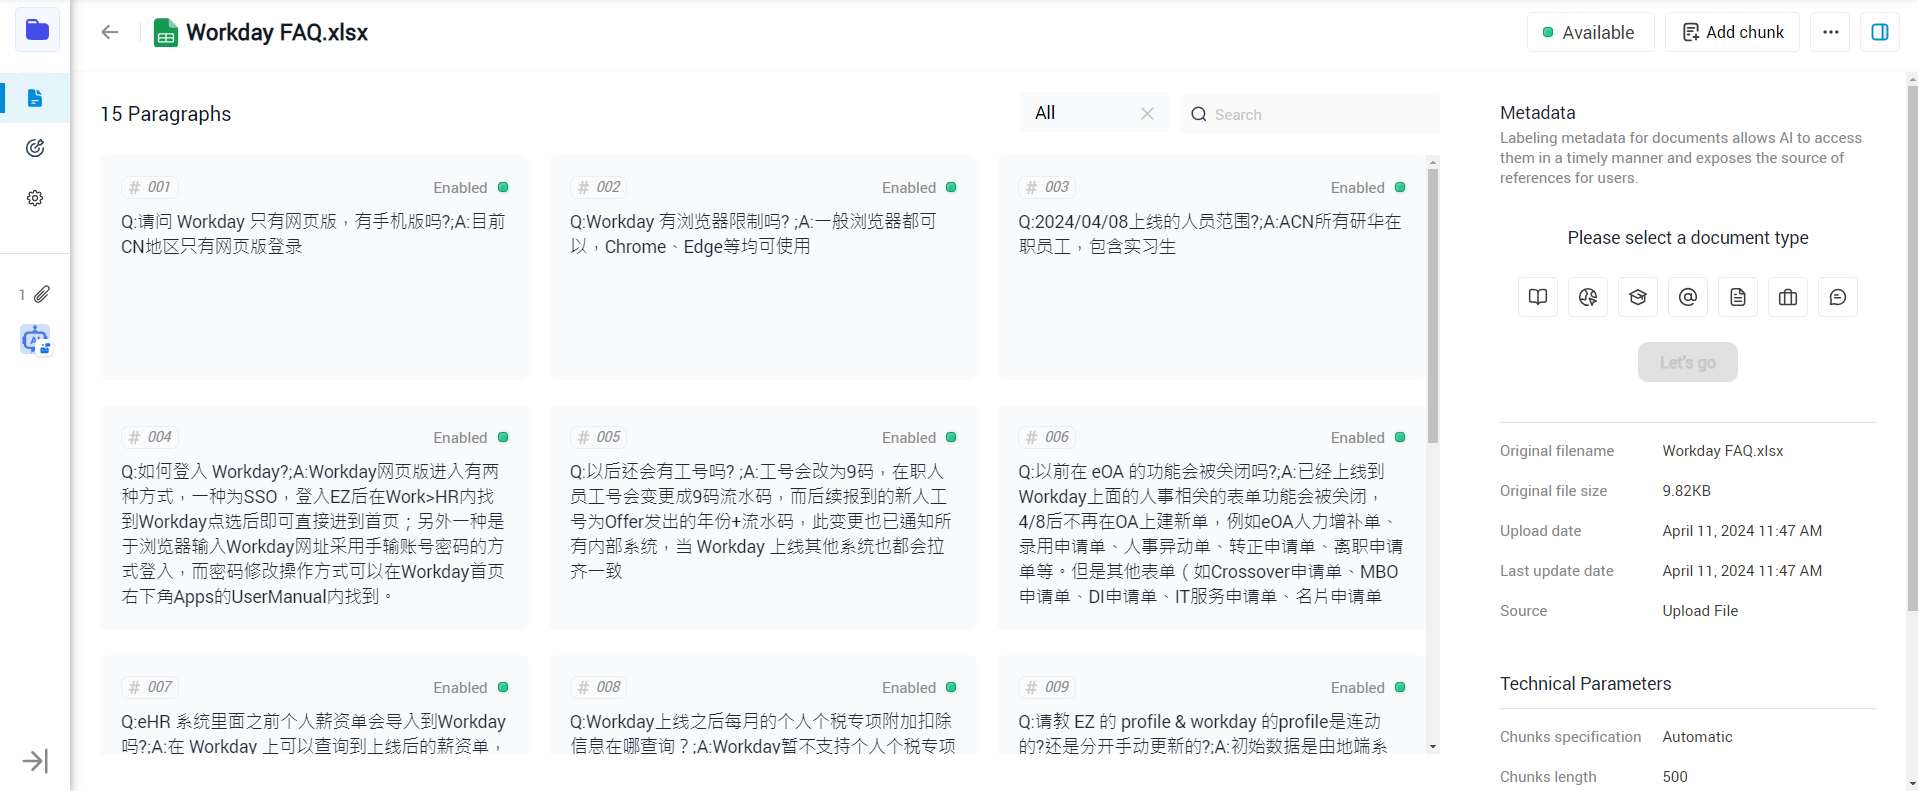 Workday FAQ.xlsx
Available
Add chunk
15 Paragraphs
All
Search
# 001
Enabled
Q:请问 Workday 只有网页版，有手机版吗?;A:目前
CN地区只有网页版登录
# 002
Enabled
Q:Workday 有浏览器限制吗? ;A:一般浏览器都可
以，Chrome、Edge等均可使用
# 003
Enabled
Q:2024/04/08上线的人员范围?;A:ACN所有研华在
职员工，包含实习生
# 004
Enabled
Q:如何登入 Workday?;A:Workday网页版进入有两
种方式，一种为SSO，登入EZ后在Work>HR内找
到Workday点选后即可直接进到首页；另外一种是
于浏览器输入Workday网址采用手输账号密码的方
式登入，而密码修改操作方式可以在Workday首页
右下角Apps的UserManual内找到。
# 005
Enabled
Q:以后还会有工号吗? ;A:工号会改为9码，在职人
员工号会变更成9码流水码，而后续报到的新人工
号为Offer发出的年份+流水码，此变更也已通知所
有内部系统，当 Workday 上线其他系统也都会拉
齐一致
# 006
Enabled
Q:以前在 eOA 的功能会被关闭吗?;A:已经上线到
Workday上面的人事相关的表单功能会被关闭，
4/8后不再在OA上建新单，例如eOA人力增补单、
录用申请单、人事异动单、转正申请单、离职申请
单等。但是其他表单（如Crossover申请单、MBO
申请单、DI申请单、IT服务申请单、名片申请单
# 007
Enabled
Q:eHR 系统里面之前个人薪资单会导入到Workday
吗?;A:在 Workday 上可以查询到上线后的薪资单，
# 008
Enabled
Q:Workday上线之后每月的个人个税专项附加扣除
信息在哪查询？;A:Workday暂不支持个人个税专项
# 009
Enabled
Q:请教 EZ 的 profile & workday 的profile是连动
的?还是分开手动更新的?;A:初始数据是由地端系
Metadata
Labeling metadata for documents allows AI to access
them in a timely manner and exposes the source of
references for users.
Please select a document type
Let's go
Original filename Workday FAQ.xlsx
Original file size 9.82KB
Upload date April 11, 2024 11:47 AM
Last update date April 11, 2024 11:47 AM
Source Upload File
Technical Parameters
Chunks specification Automatic
Chunks length 500
1
AI